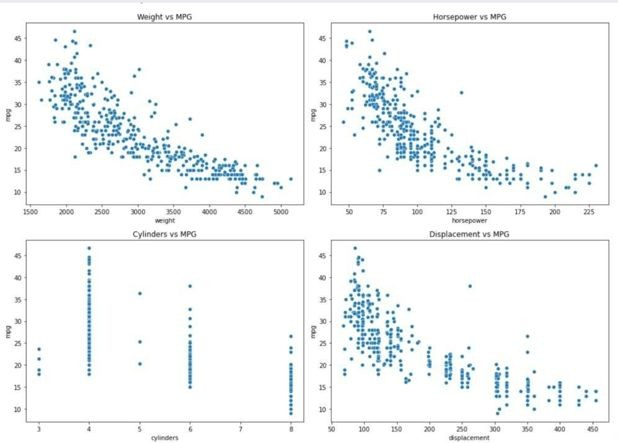 Weight vs MPG
mpg
45
40
35
30
25
20
15
10
1500 2000 2500 3000 3500 4000 4500 5000
weight
Horsepower vs MPG
mpg
45
40
35
30
25
20
15
10
50 75 100 125 150 175 200 225
horsepower
Cylinders vs MPG
mpg
45
40
35
30
25
20
15
10
3 4 5 6 7 8
cylinders
Displacement vs MPG
mpg
45
40
35
30
25
20
15
10
50 100 150 200 250 300 350 400 450
displacement